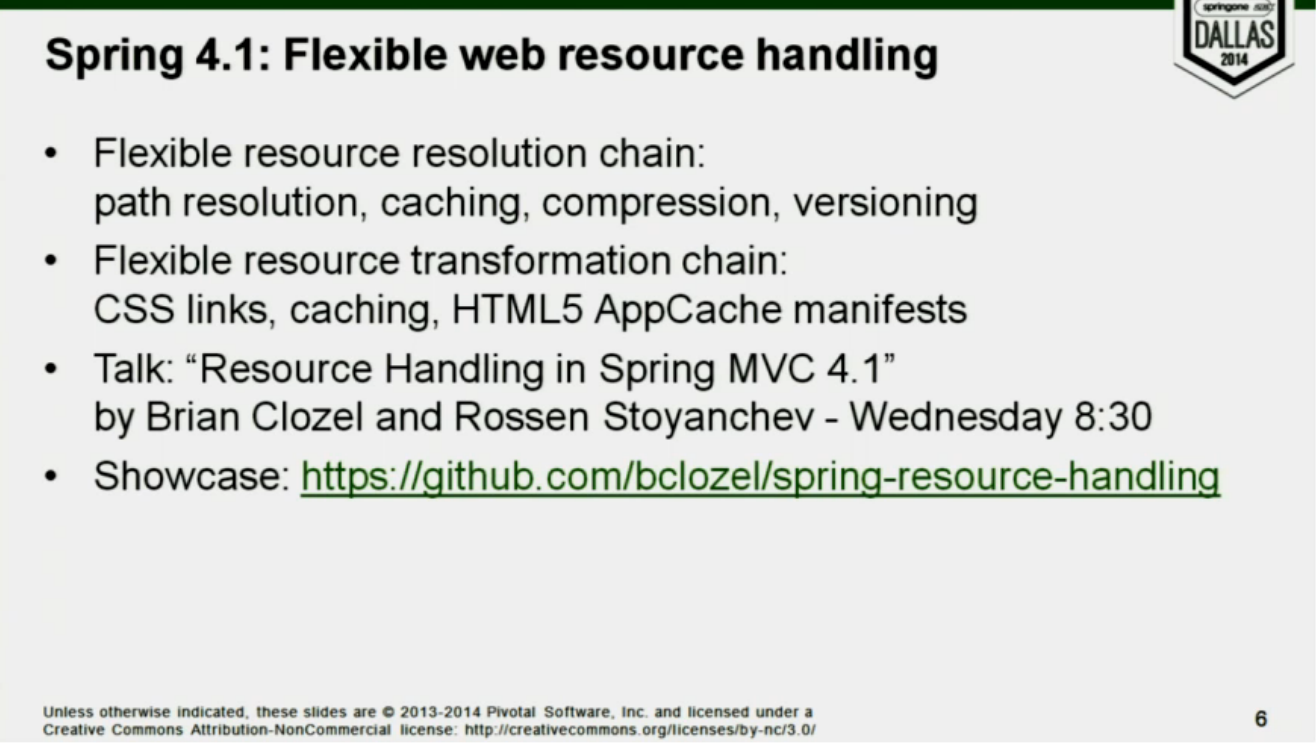 springone 2GX
DALLAS
2014
Spring 4.1: Flexible web resource handling
• Flexible resource resolution chain:
path resolution, caching, compression, versioning
• Flexible resource transformation chain:
CSS links, caching, HTML5 AppCache manifests
• Talk: “Resource Handling in Spring MVC 4.1”
by Brian Clozel and Rossen Stoyanchev - Wednesday 8:30
• Showcase: https://github.com/bclozel/spring-resource-handling
Unless otherwise indicated, these slides are © 2013-2014 Pivotal Software, Inc. and licensed under a
Creative Commons Attribution-NonCommercial license: http://creativecommons.org/licenses/by-nc/3.0/
6